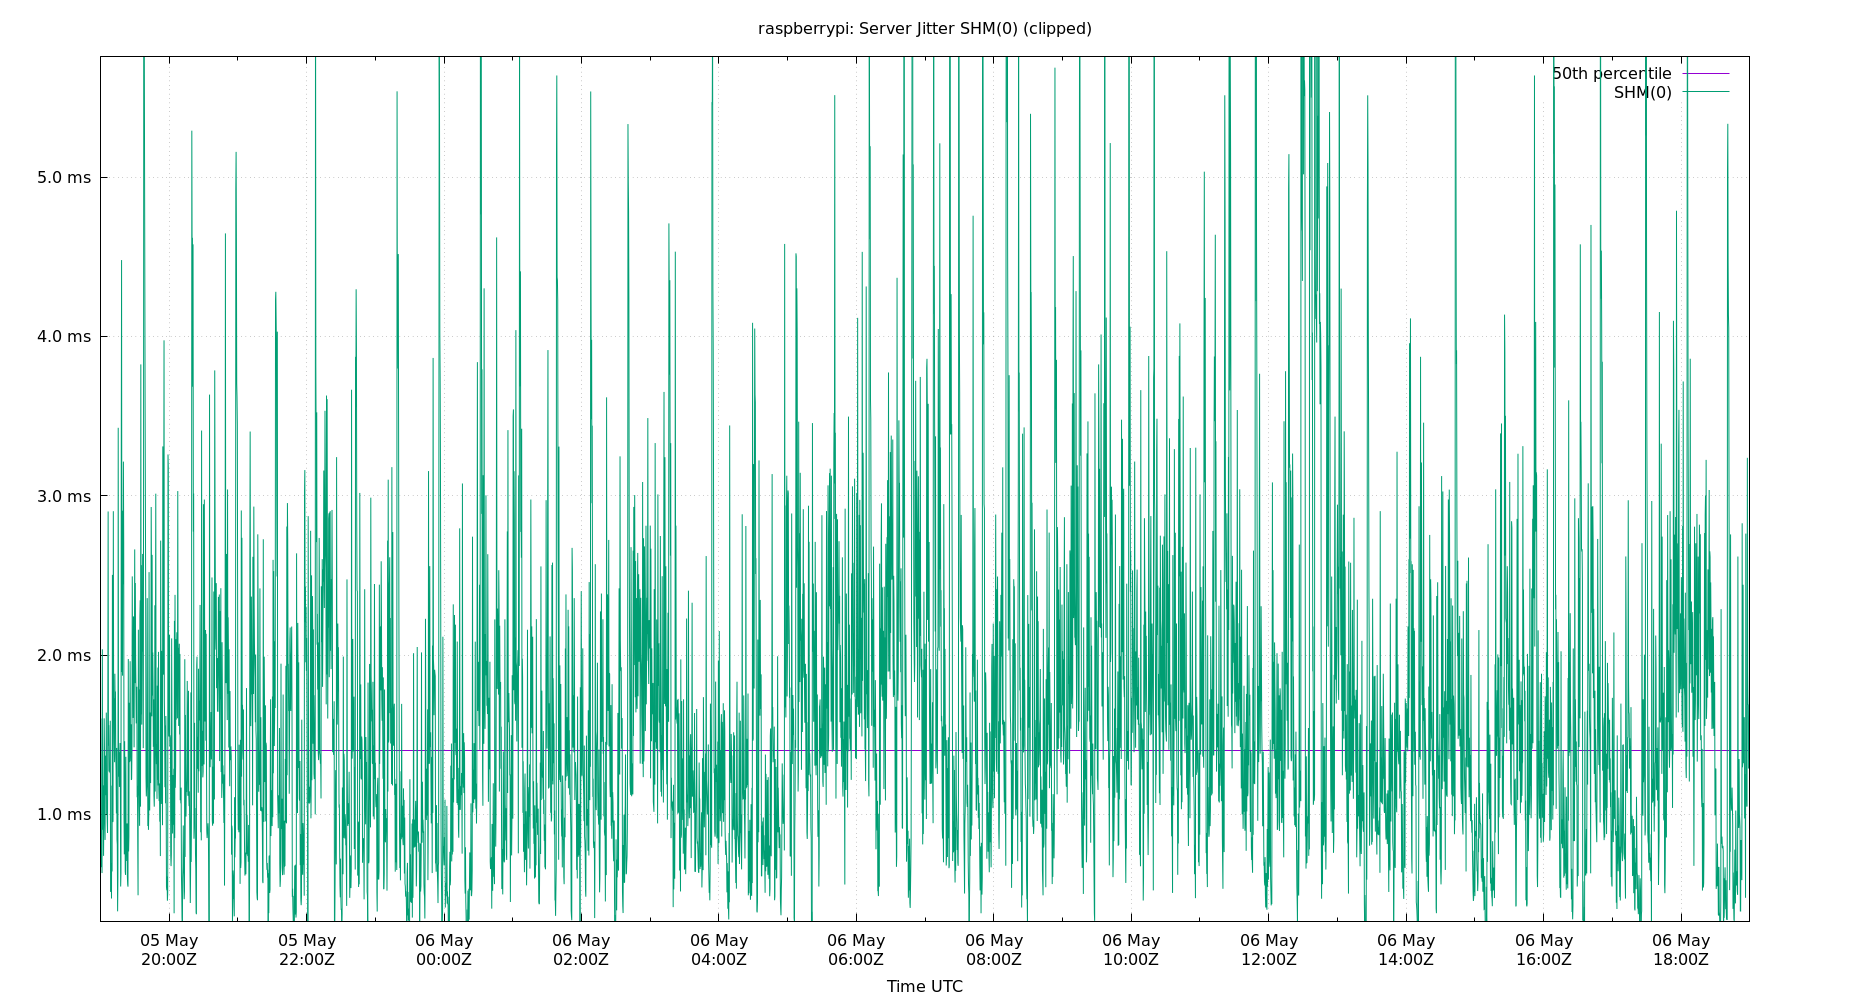 raspberrypi: Server Jitter SHM(0) (clipped)
50th percentile
SHM(0)
5.0 ms
4.0 ms
3.0 ms
2.0 ms
1.0 ms
05 May 05 May 06 May 06 May 06 May 06 May 06 May 06 May 06 May 06 May 06 May 06 May
20:00Z 22:00Z 00:00Z 02:00Z 04:00Z 06:00Z 08:00Z 10:00Z 12:00Z 14:00Z 16:00Z 18:00Z
Time UTC